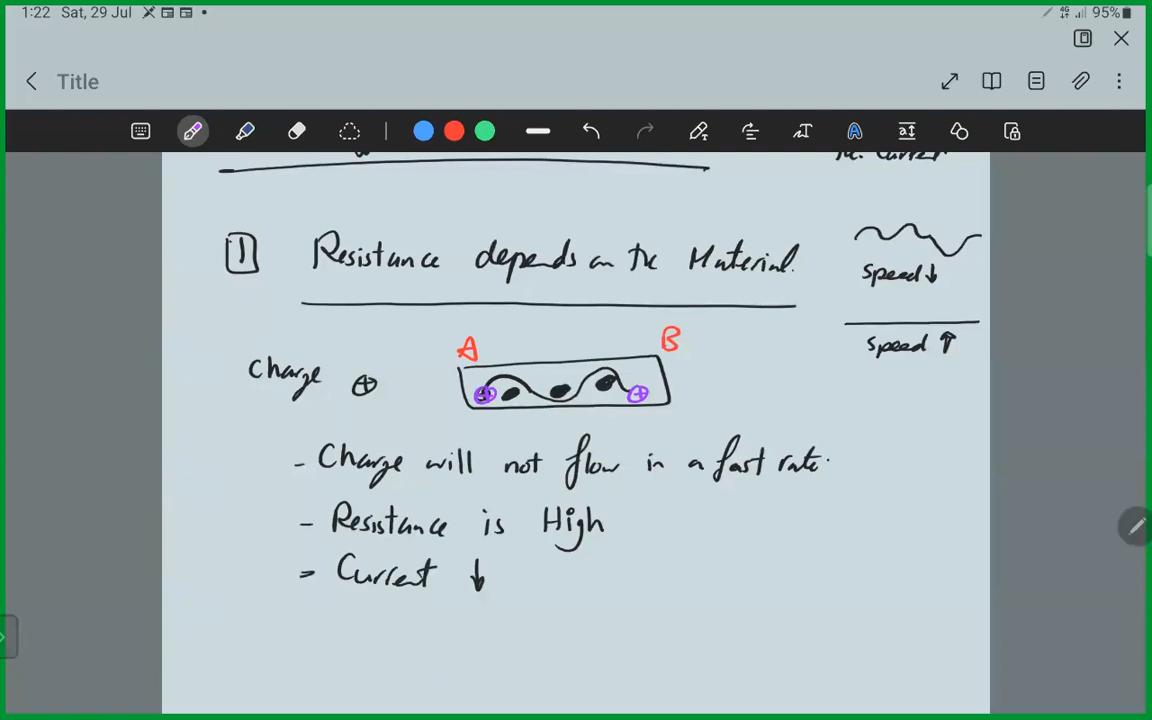 1:22 Sat, 29 Jul
4G 95%
Title
1 Resistance depends on the Material.
speed ↓
speed ↑
A B
Charge +
- Charge will not flow in a fast rate.
- Resistance is High
- Current ↓